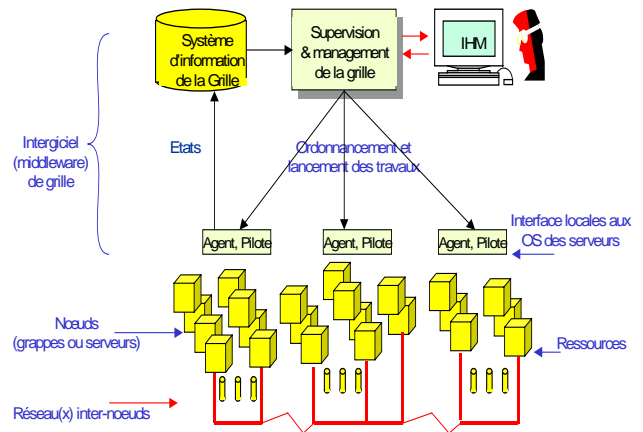 Système
d'information
de la Grille
Supervision
& management
de la grille
IHM
Intergiciel
(middleware)
de grille
Etats
Ordonnancement et
lancement des travaux
Interface locales aux
OS des serveurs
Agent, Pilote
Agent, Pilote
Agent, Pilote
Nœuds
(grappes ou serveurs)
Ressources
Réseau(x) inter-noeuds